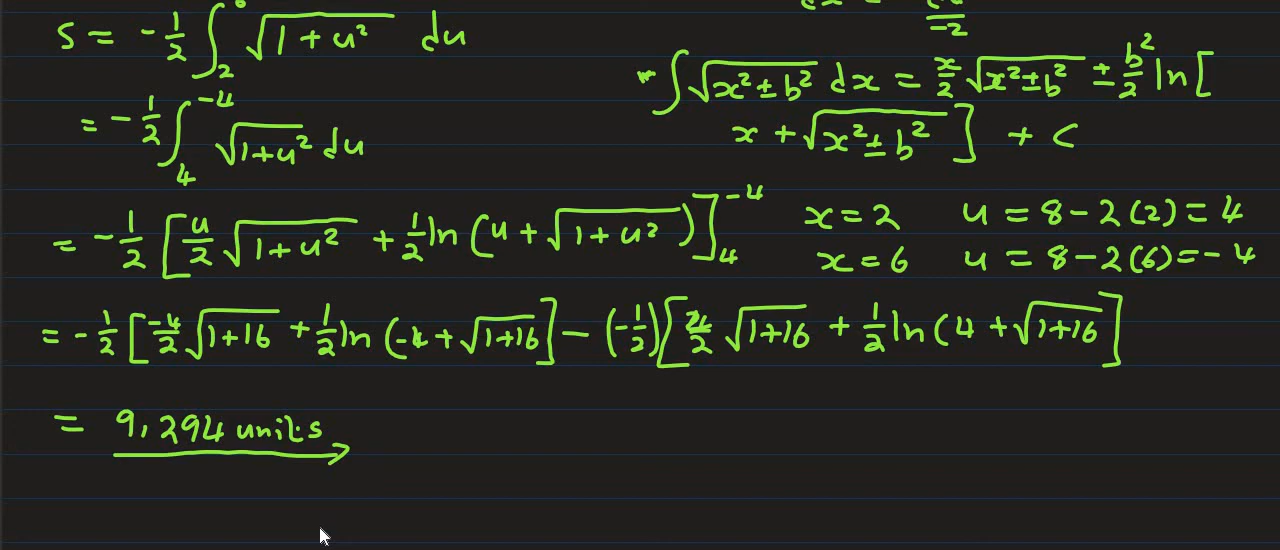 S = -1/2 ∫_2^6 √(1 + u²) du
= -1/2 ∫_4^-4 √(1+u²) du
= -1/2 [u/2 √(1+u²) + 1/2 ln (u + √(1+u²))]_4^-4
= -1/2 [-4/2 √(1+16) + 1/2 ln (-4 + √(1+16)] - (-1/2) [4/2 √(1+16) + 1/2 ln (4 + √(1+16)]
= 9,294 units
-2
∫ √(x² ± b²) dx = x/2 √(x² ± b²) ± b²/2 ln [
x + √(x² ± b²) ] + C
x = 2 u = 8 - 2(2) = 4
x = 6 u = 8 - 2(6) = -4